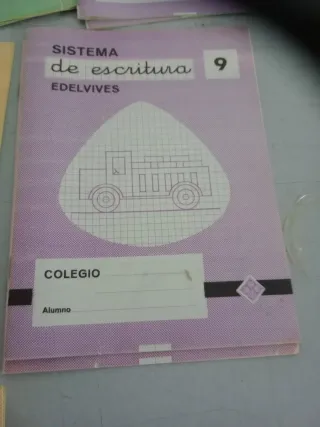 SISTEMA
de escritura 9
EDELVIVES
COLEGIO
Alumno